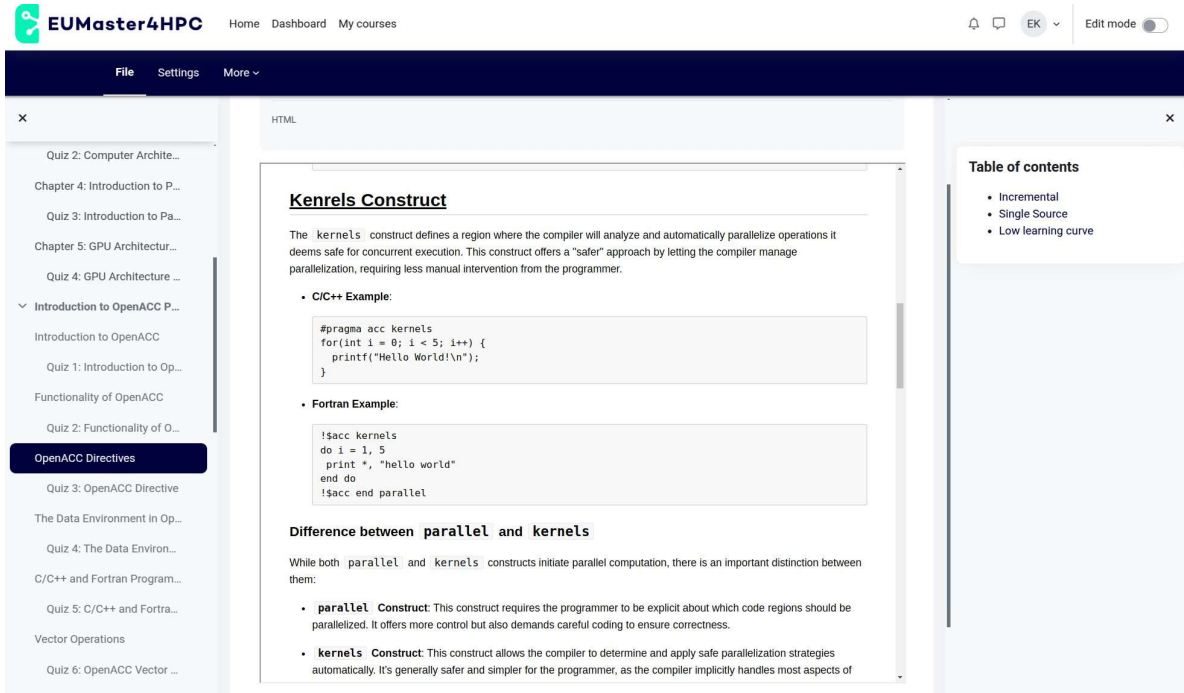 EUMaster4HPC
Home Dashboard My courses
EK
Edit mode
File Settings More
Quiz 2: Computer Archite...
Chapter 4: Introduction to P...
Quiz 3: Introduction to Pa...
Chapter 5: GPU Architectur...
Quiz 4: GPU Architecture ...
Introduction to OpenACC P...
Introduction to OpenACC
Quiz 1: Introduction to Op...
Functionality of OpenACC
Quiz 2: Functionality of O...
OpenACC Directives
Quiz 3: OpenACC Directive
The Data Environment in Op...
Quiz 4: The Data Environ...
C/C++ and Fortran Program...
Quiz 5: C/C++ and Fortra...
Vector Operations
Quiz 6: OpenACC Vector ...
HTML
Kenrels Construct
The kernels construct defines a region where the compiler will analyze and automatically parallelize operations it
deems safe for concurrent execution. This construct offers a "safer" approach by letting the compiler manage
parallelization, requiring less manual intervention from the programmer.
• C/C++ Example:
#pragma acc kernels
for(int i = 0; i < 5; i++) {
printf("Hello World!\n");
}
• Fortran Example:
!$acc kernels
do i = 1, 5
print *, "hello world"
end do
!$acc end parallel
Difference between parallel and kernels
While both parallel and kernels constructs initiate parallel computation, there is an important distinction between
them:
• parallel Construct: This construct requires the programmer to be explicit about which code regions should be
parallelized. It offers more control but also demands careful coding to ensure correctness.
• kernels Construct: This construct allows the compiler to determine and apply safe parallelization strategies
automatically. It's generally safer and simpler for the programmer, as the compiler implicitly handles most aspects of
Table of contents
• Incremental
• Single Source
• Low learning curve